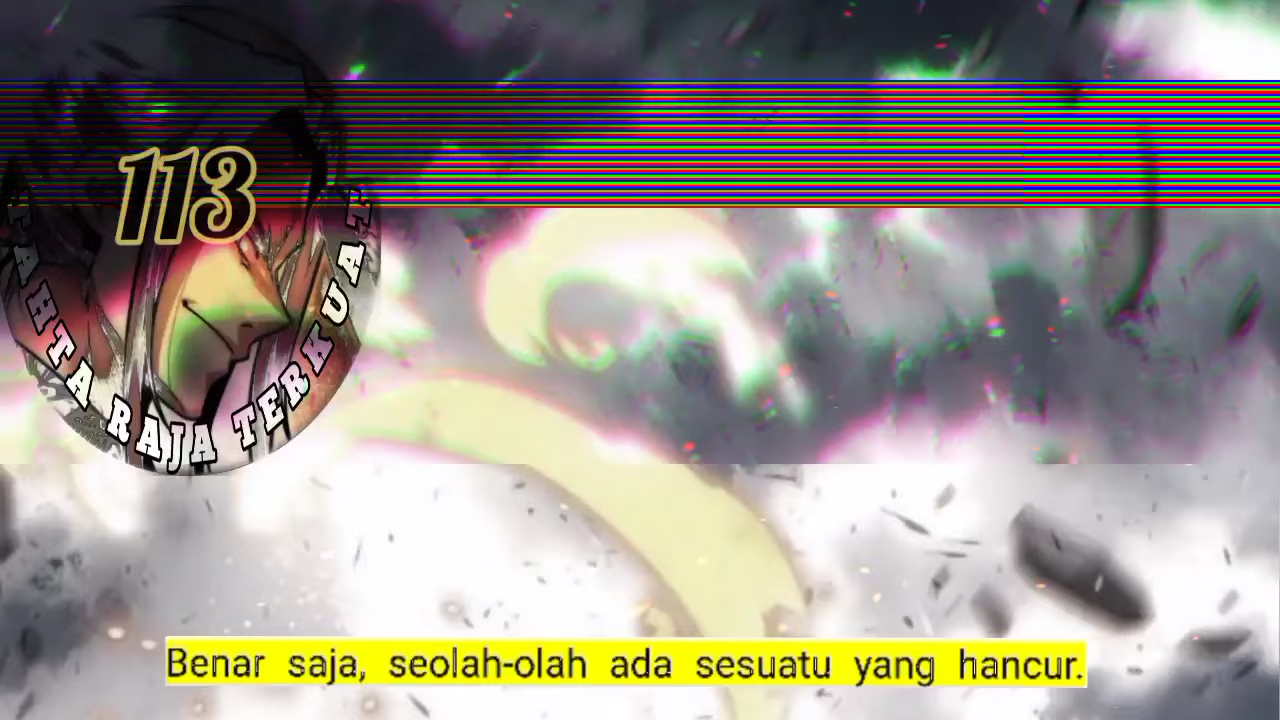 113
TAHTA RAJA TERKUAT
Benar saja, seolah-olah ada sesuatu yang hancur.